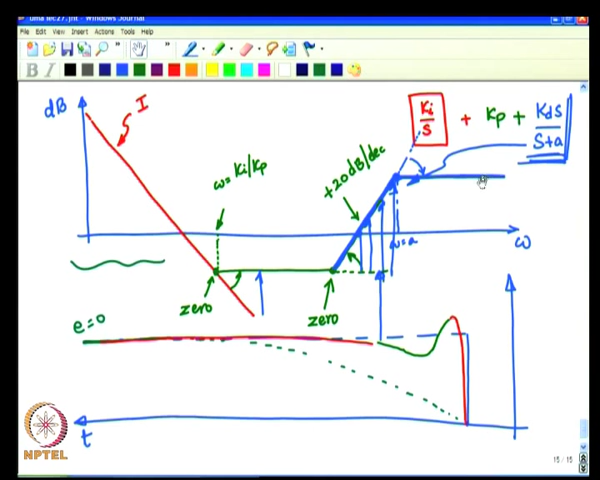 uma lec27.jnt - Windows Journal
File Edit View Insert Actions Tools Help
B I
dB
I
Ki/S + Kp + KdS/S+a
ω=Ki/Kp
+20dB/dec
ω=a
ω
zero
zero
e=0
t
NPTEL
15 / 15